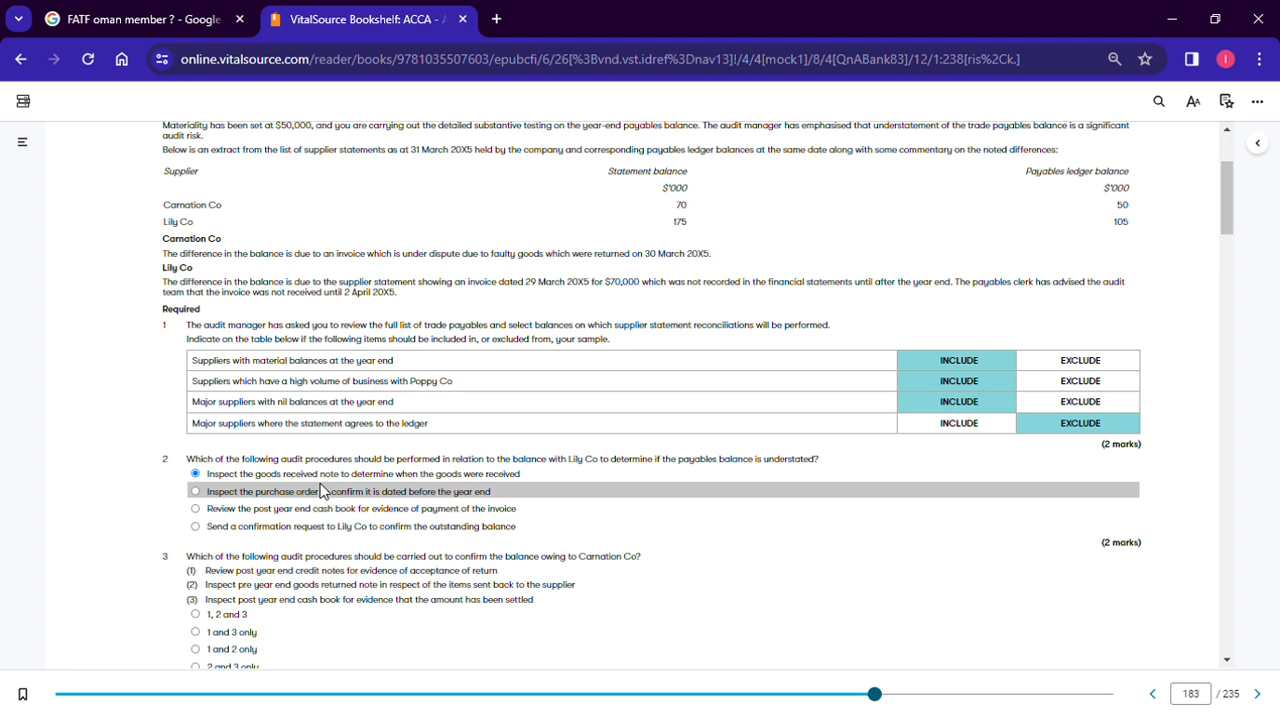 FATF oman member ? - Google
VitalSource Bookshelf: ACCA -
online.vitalsource.com/reader/books/9781035507603/epubcfi/6/26[%3Bvnd.vst.idref%3Dnav13]!/4/4[mock1]/8/4[QnABank83]/12/1:238[ris%2Ck.]
I
AA
Materiality has been set at $50,000, and you are carrying out the detailed substantive testing on the year-end payables balance. The audit manager has emphasised that understatement of the trade payables balance is a significant
audit risk.
Below is an extract from the list of supplier statements as at 31 March 20X5 held by the company and corresponding payables ledger balances at the same date along with some commentary on the noted differences:
Supplier Statement balance Payables ledger balance
$'000 $'000
Carnation Co 70 50
Lily Co 175 105
Carnation Co
The difference in the balance is due to an invoice which is under dispute due to faulty goods which were returned on 30 March 20X5.
Lily Co
The difference in the balance is due to the supplier statement showing an invoice dated 29 March 20X5 for $70,000 which was not recorded in the financial statements until after the year end. The payables clerk has advised the audit
team that the invoice was not received until 2 April 20X5.
Required
1 The audit manager has asked you to review the full list of trade payables and select balances on which supplier statement reconciliations will be performed.
Indicate on the table below if the following items should be included in, or excluded from, your sample.
Suppliers with material balances at the year end INCLUDE EXCLUDE
Suppliers which have a high volume of business with Poppy Co INCLUDE EXCLUDE
Major suppliers with nil balances at the year end INCLUDE EXCLUDE
Major suppliers where the statement agrees to the ledger INCLUDE EXCLUDE
(2 marks)
2 Which of the following audit procedures should be performed in relation to the balance with Lily Co to determine if the payables balance is understated?
Inspect the goods received note to determine when the goods were received
Inspect the purchase order confirm it is dated before the year end
Review the post year end cash book for evidence of payment of the invoice
Send a confirmation request to Lily Co to confirm the outstanding balance
(2 marks)
3 Which of the following audit procedures should be carried out to confirm the balance owing to Carnation Co?
(1) Review post year end credit notes for evidence of acceptance of return
(2) Inspect pre year end goods returned note in respect of the items sent back to the supplier
(3) Inspect post year end cash book for evidence that the amount has been settled
1, 2 and 3
1 and 3 only
1 and 2 only
2 and 3 only
183 / 235